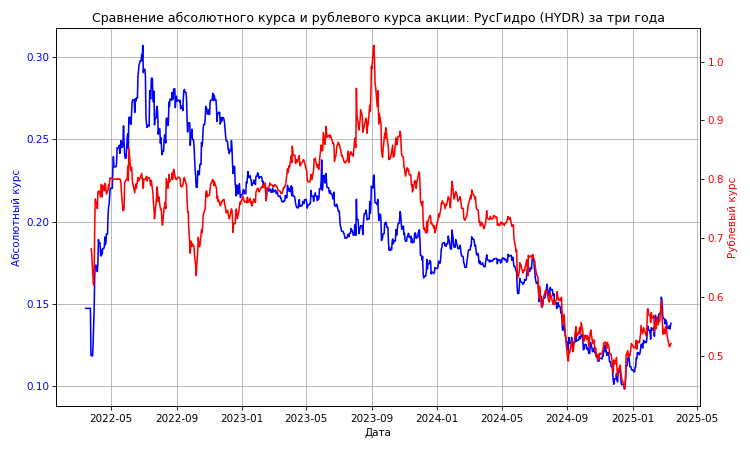 Сравнение абсолютного курса и рублевого курса акции: РусГидро (HYDR) за три года
0.30
0.25
0.20
0.15
0.10
Абсолютный курс
1.0
0.9
0.8
0.7
0.6
0.5
Рублевый курс
2022-05 2022-09 2023-01 2023-05 2023-09 2024-01 2024-05 2024-09 2025-01 2025-05
Дата